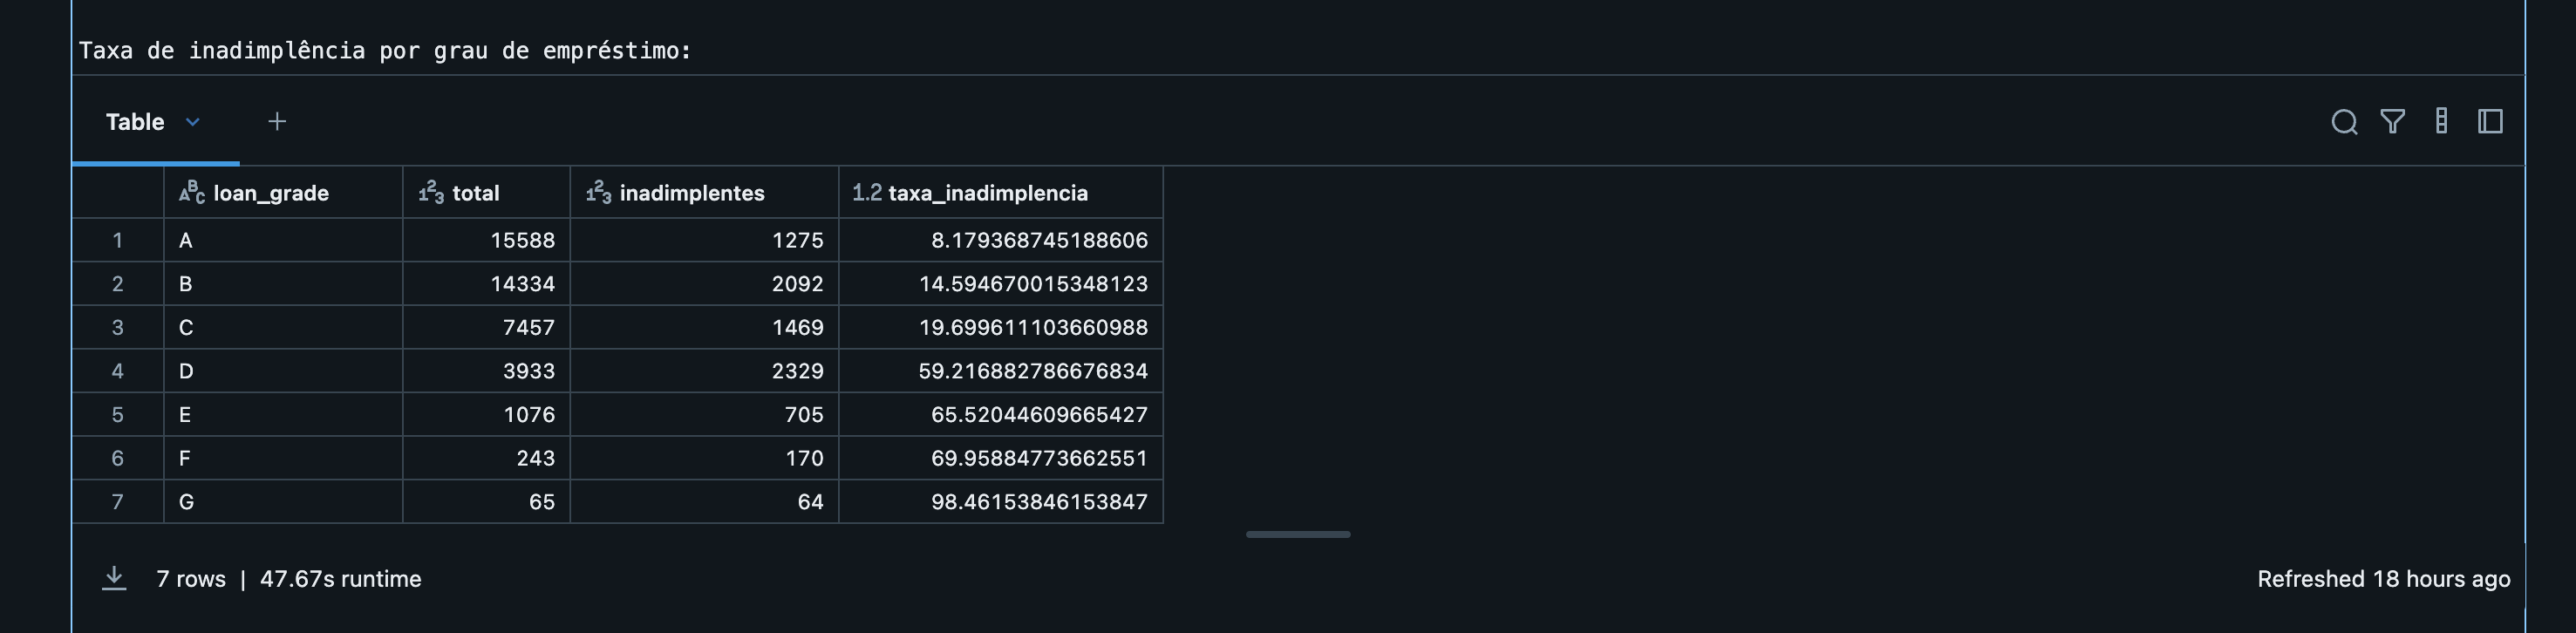 Taxa de inadimplência por grau de empréstimo:
Table
loan_grade total inadimplentes 1.2 taxa_inadimplencia
1 A 15588 1275 8.179368745188606
2 B 14334 2092 14.594670015348123
3 C 7457 1469 19.699611103660988
4 D 3933 2329 59.216882786676834
5 E 1076 705 65.52044609665427
6 F 243 170 69.95884773662551
7 G 65 64 98.46153846153847
7 rows | 47.67s runtime Refreshed 18 hours ago